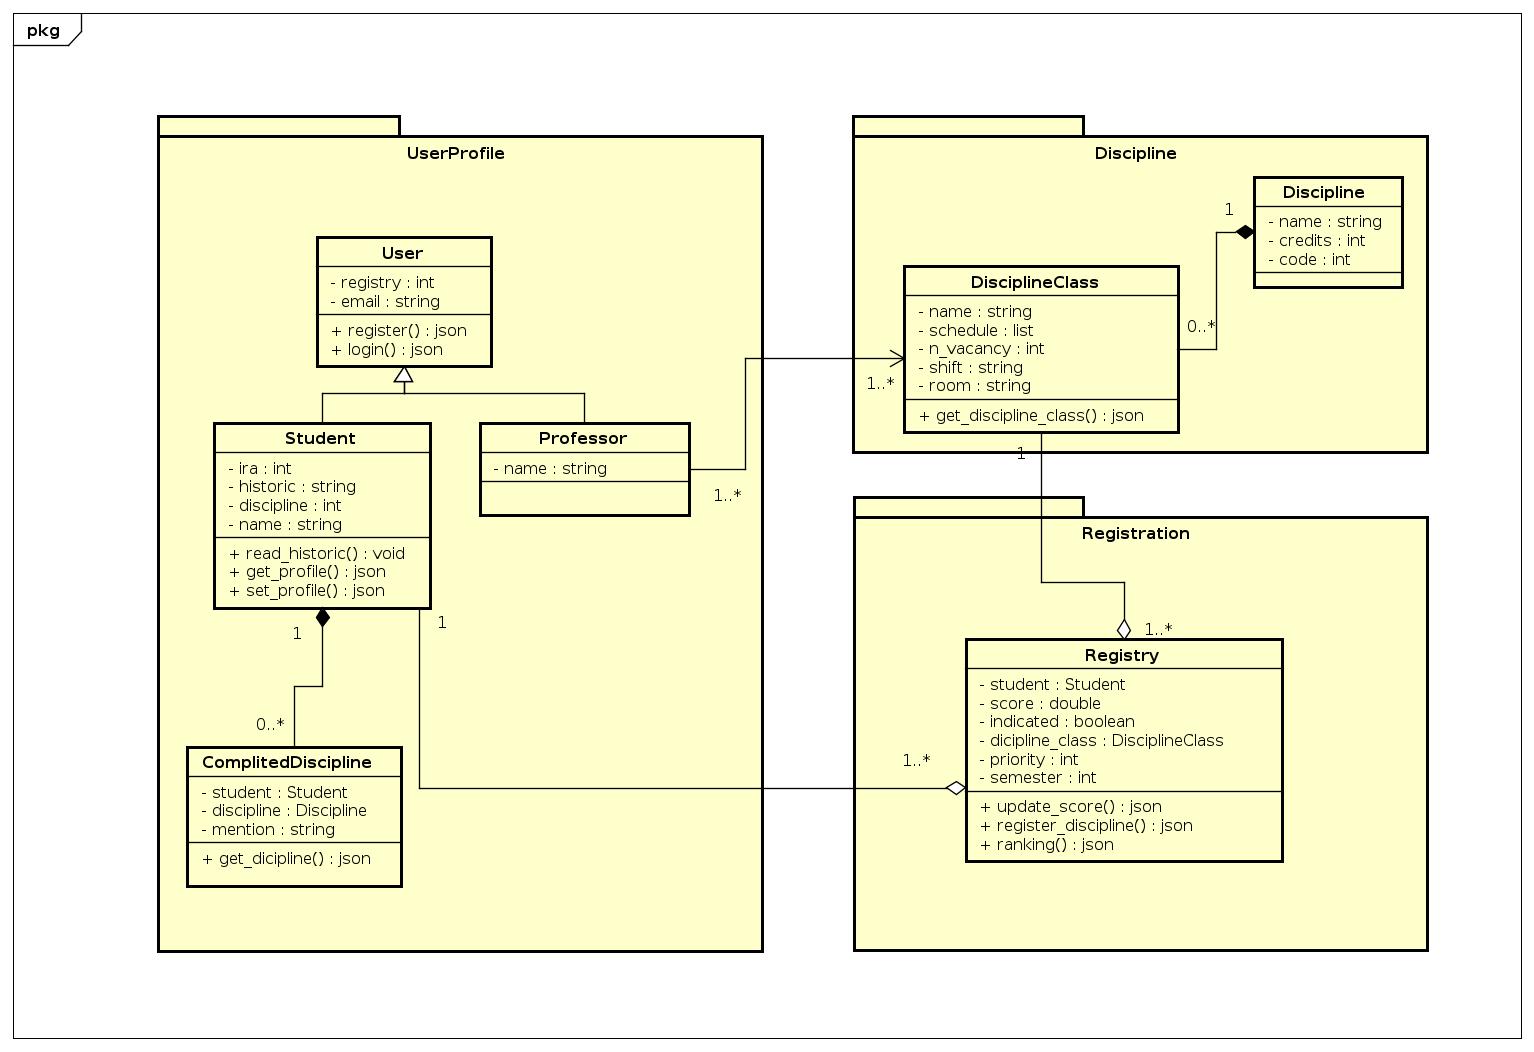 pkg
UserProfile
User
- registry : int
- email : string
+ register() : json
+ login() : json
Student
- ira : int
- historic : string
- discipline : int
- name : string
+ read_historic() : void
+ get_profile() : json
+ set_profile() : json
Professor
- name : string
1..*
1..*
1
1
0..*
ComplitedDiscipline
- student : Student
- discipline : Discipline
- mention : string
+ get_dicipline() : json
Discipline
Discipline
- name : string
- credits : int
- code : int
1
0..*
DisciplineClass
- name : string
- schedule : list
- n_vacancy : int
- shift : string
- room : string
+ get_discipline_class() : json
1
Registration
1..*
Registry
- student : Student
- score : double
- indicated : boolean
- dicipline_class : DisciplineClass
- priority : int
- semester : int
+ update_score() : json
+ register_discipline() : json
+ ranking() : json
1..*